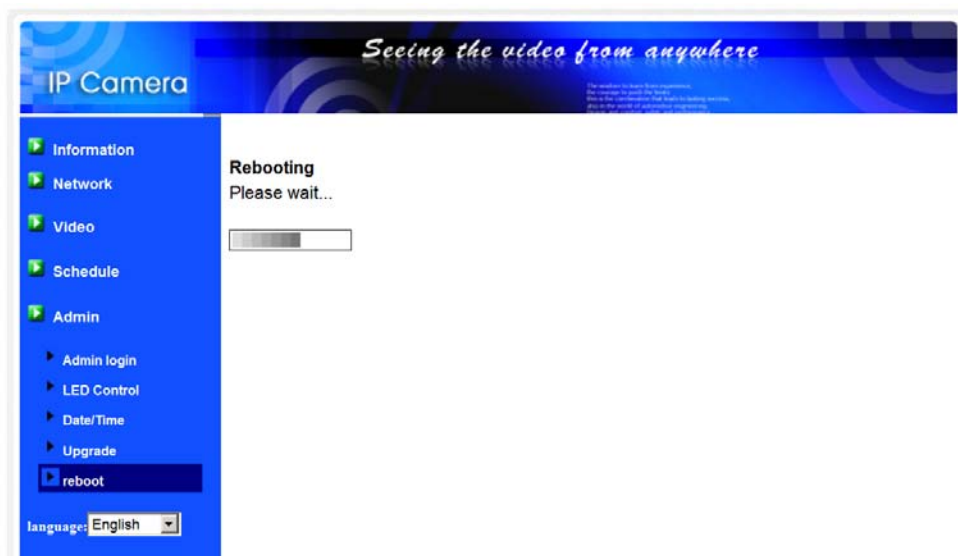 Seeing the video from anywhere
IP Camera
Information
Network
Video
Schedule
Admin
Admin login
LED Control
Date/Time
Upgrade
reboot
language: English
Rebooting
Please wait...